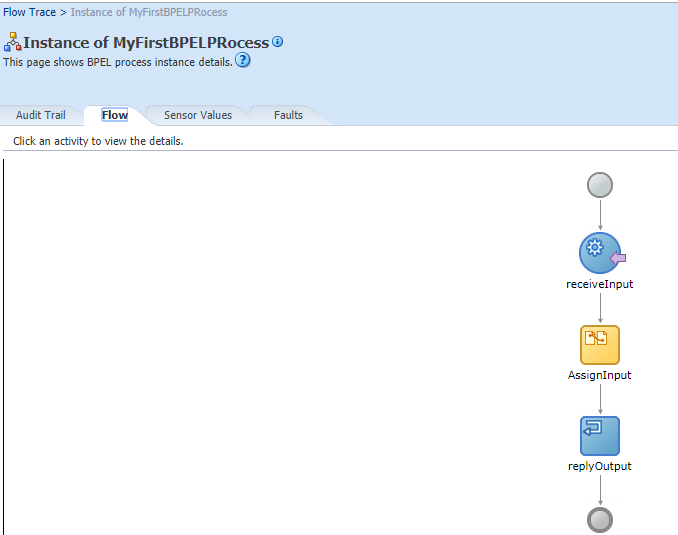 Flow Trace > Instance of MyFirstBPELPRocess
Instance of MyFirstBPELPRocess
This page shows BPEL process instance details.
Audit Trail Flow Sensor Values Faults
Click an activity to view the details.
receiveInput
AssignInput
replyOutput